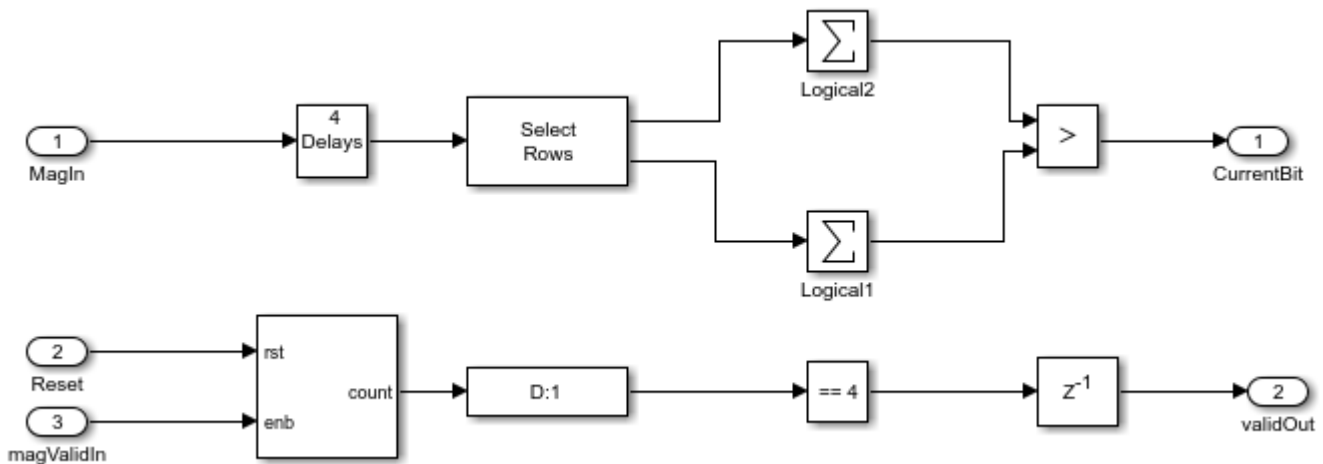 Σ
Logical2
4
Delays
Select
Rows
1
MagIn
>
1
CurrentBit
Σ
Logical1
2
Reset
rst
count
enb
3
magValidIn
D:1
== 4
Z-1
2
validOut